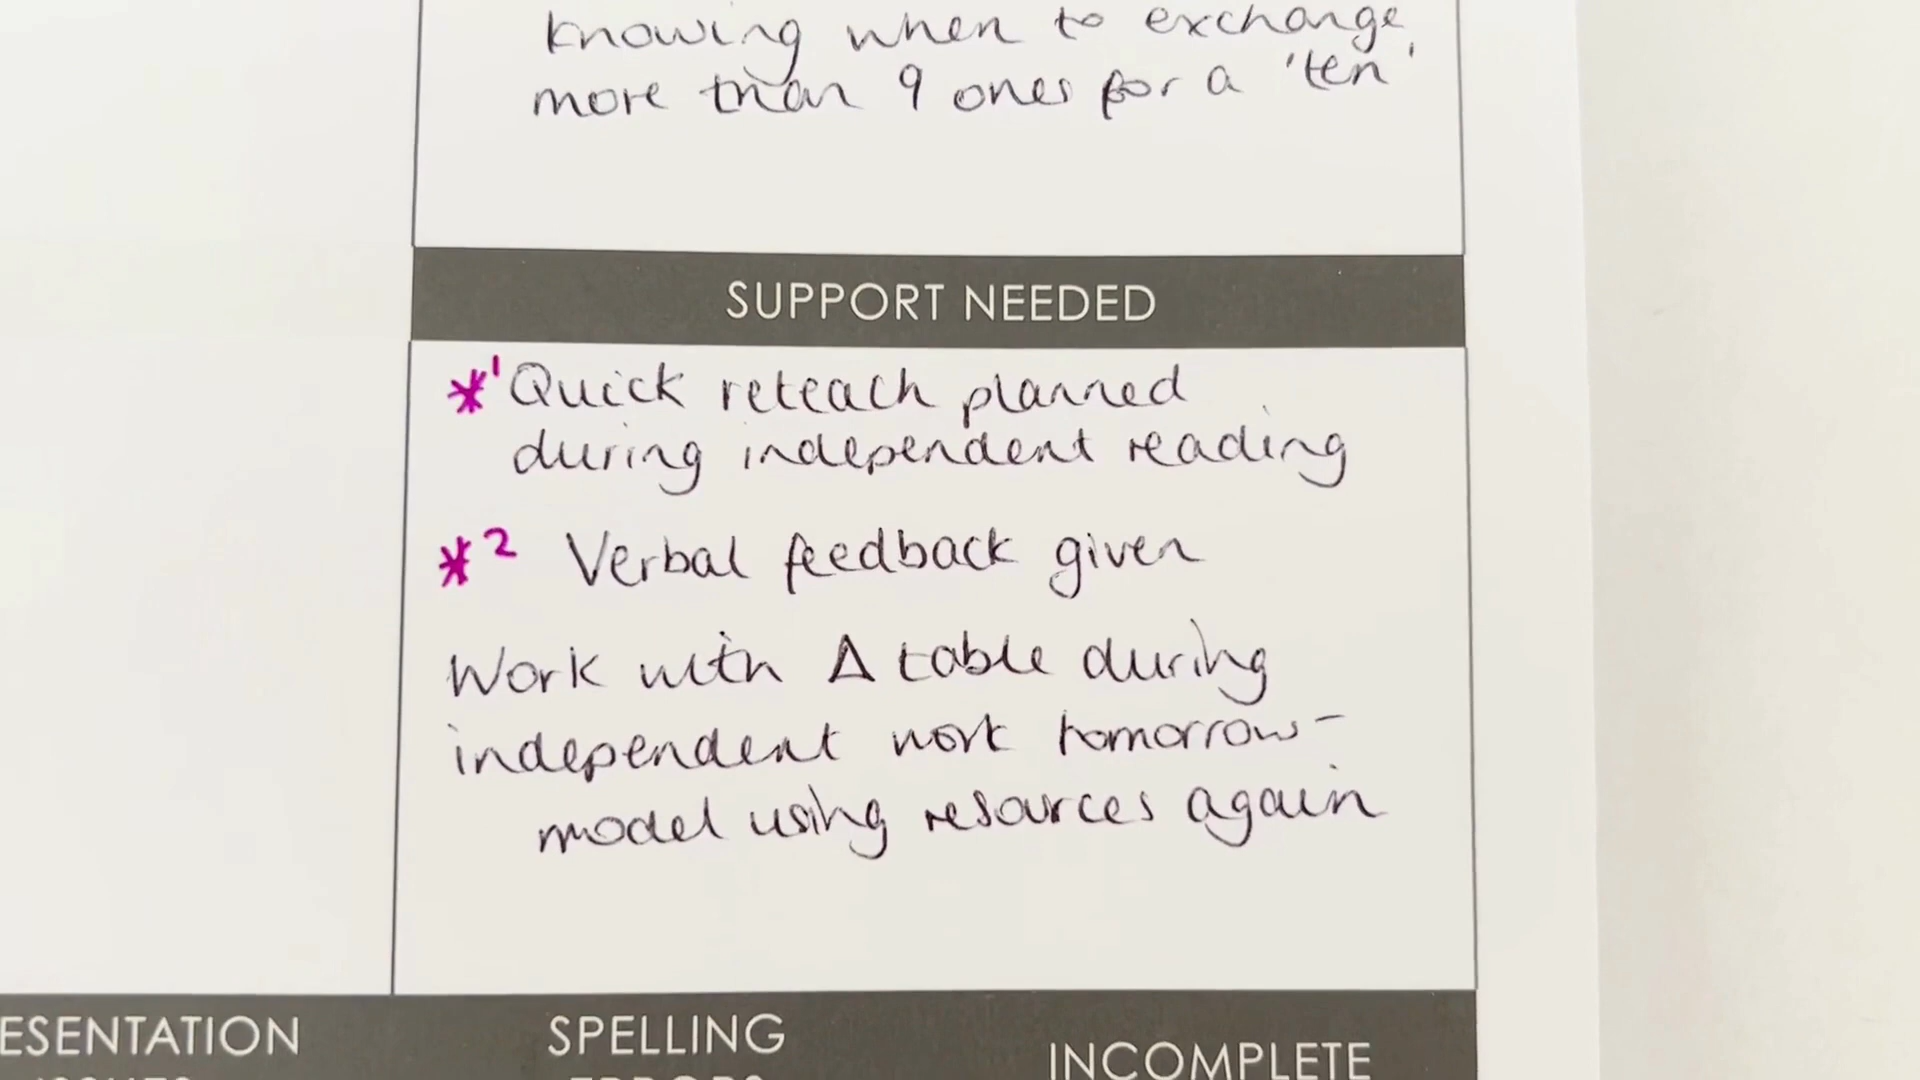 knowing when to exchange
more than 9 ones for a 'ten'
SUPPORT NEEDED
*1 Quick reteach planned
during independent reading
*2 Verbal feedback given
Work with Δ table during
independent work tomorrow-
model using resources again
ESENTATION
SPELLING
INCOMPLETE